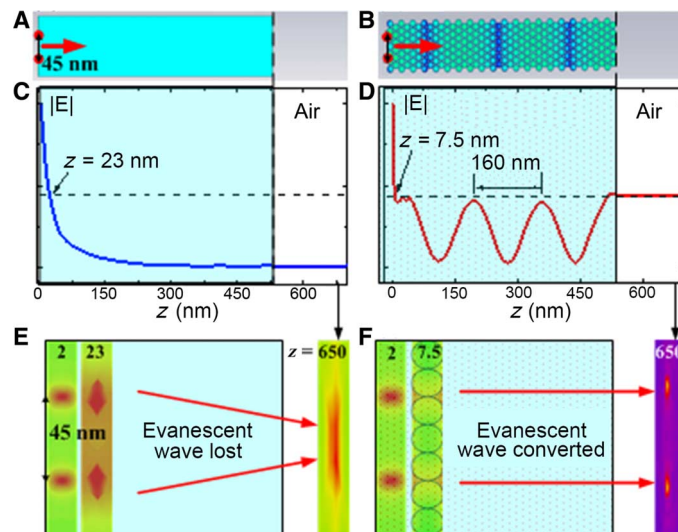 A
B
45 nm
C
|E|
Air
z = 23 nm
0
150
300
450
600
z (nm)
D
|E|
Air
z = 7.5 nm
160 nm
0
150
300
450
600
z (nm)
E
2
23
z = 650
45 nm
Evanescent
wave lost
F
2
7.5
650
Evanescent
wave converted